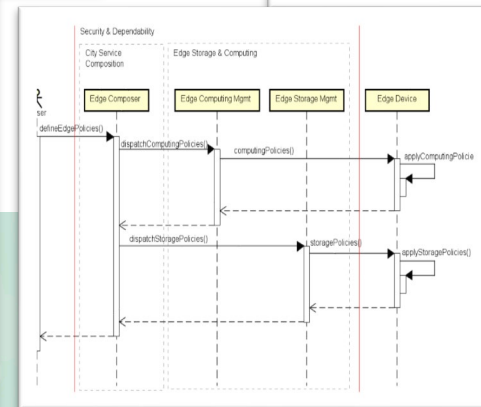 Security & Dependability
City Service
Composition
Edge Storage & Computing
ser
Edge Composer
Edge Computing Mgmt
Edge Storage Mgmt
Edge Device
defineEdgePolicies()
dispatchComputingPolicies()
computingPolicies()
applyComputingPolicie
dispatchStoragePolicies()
storagePolicies()
applyStoragePolicies()